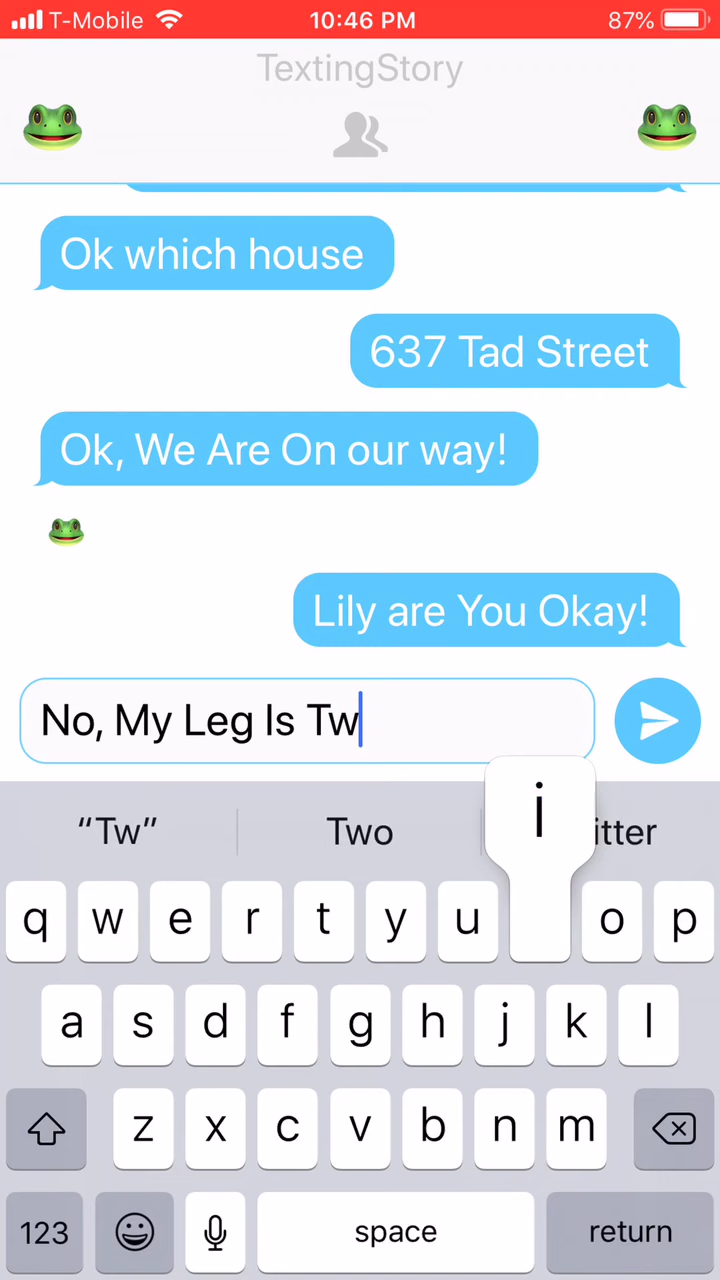 T-Mobile 10:46 PM 87%
TextingStory
Ok which house
637 Tad Street
Ok, We Are On our way!
Lily are You Okay!
No, My Leg Is Tw
“Tw” Two itter
i
q w e r t y u o p
a s d f g h j k l
z x c v b n m
123 space return